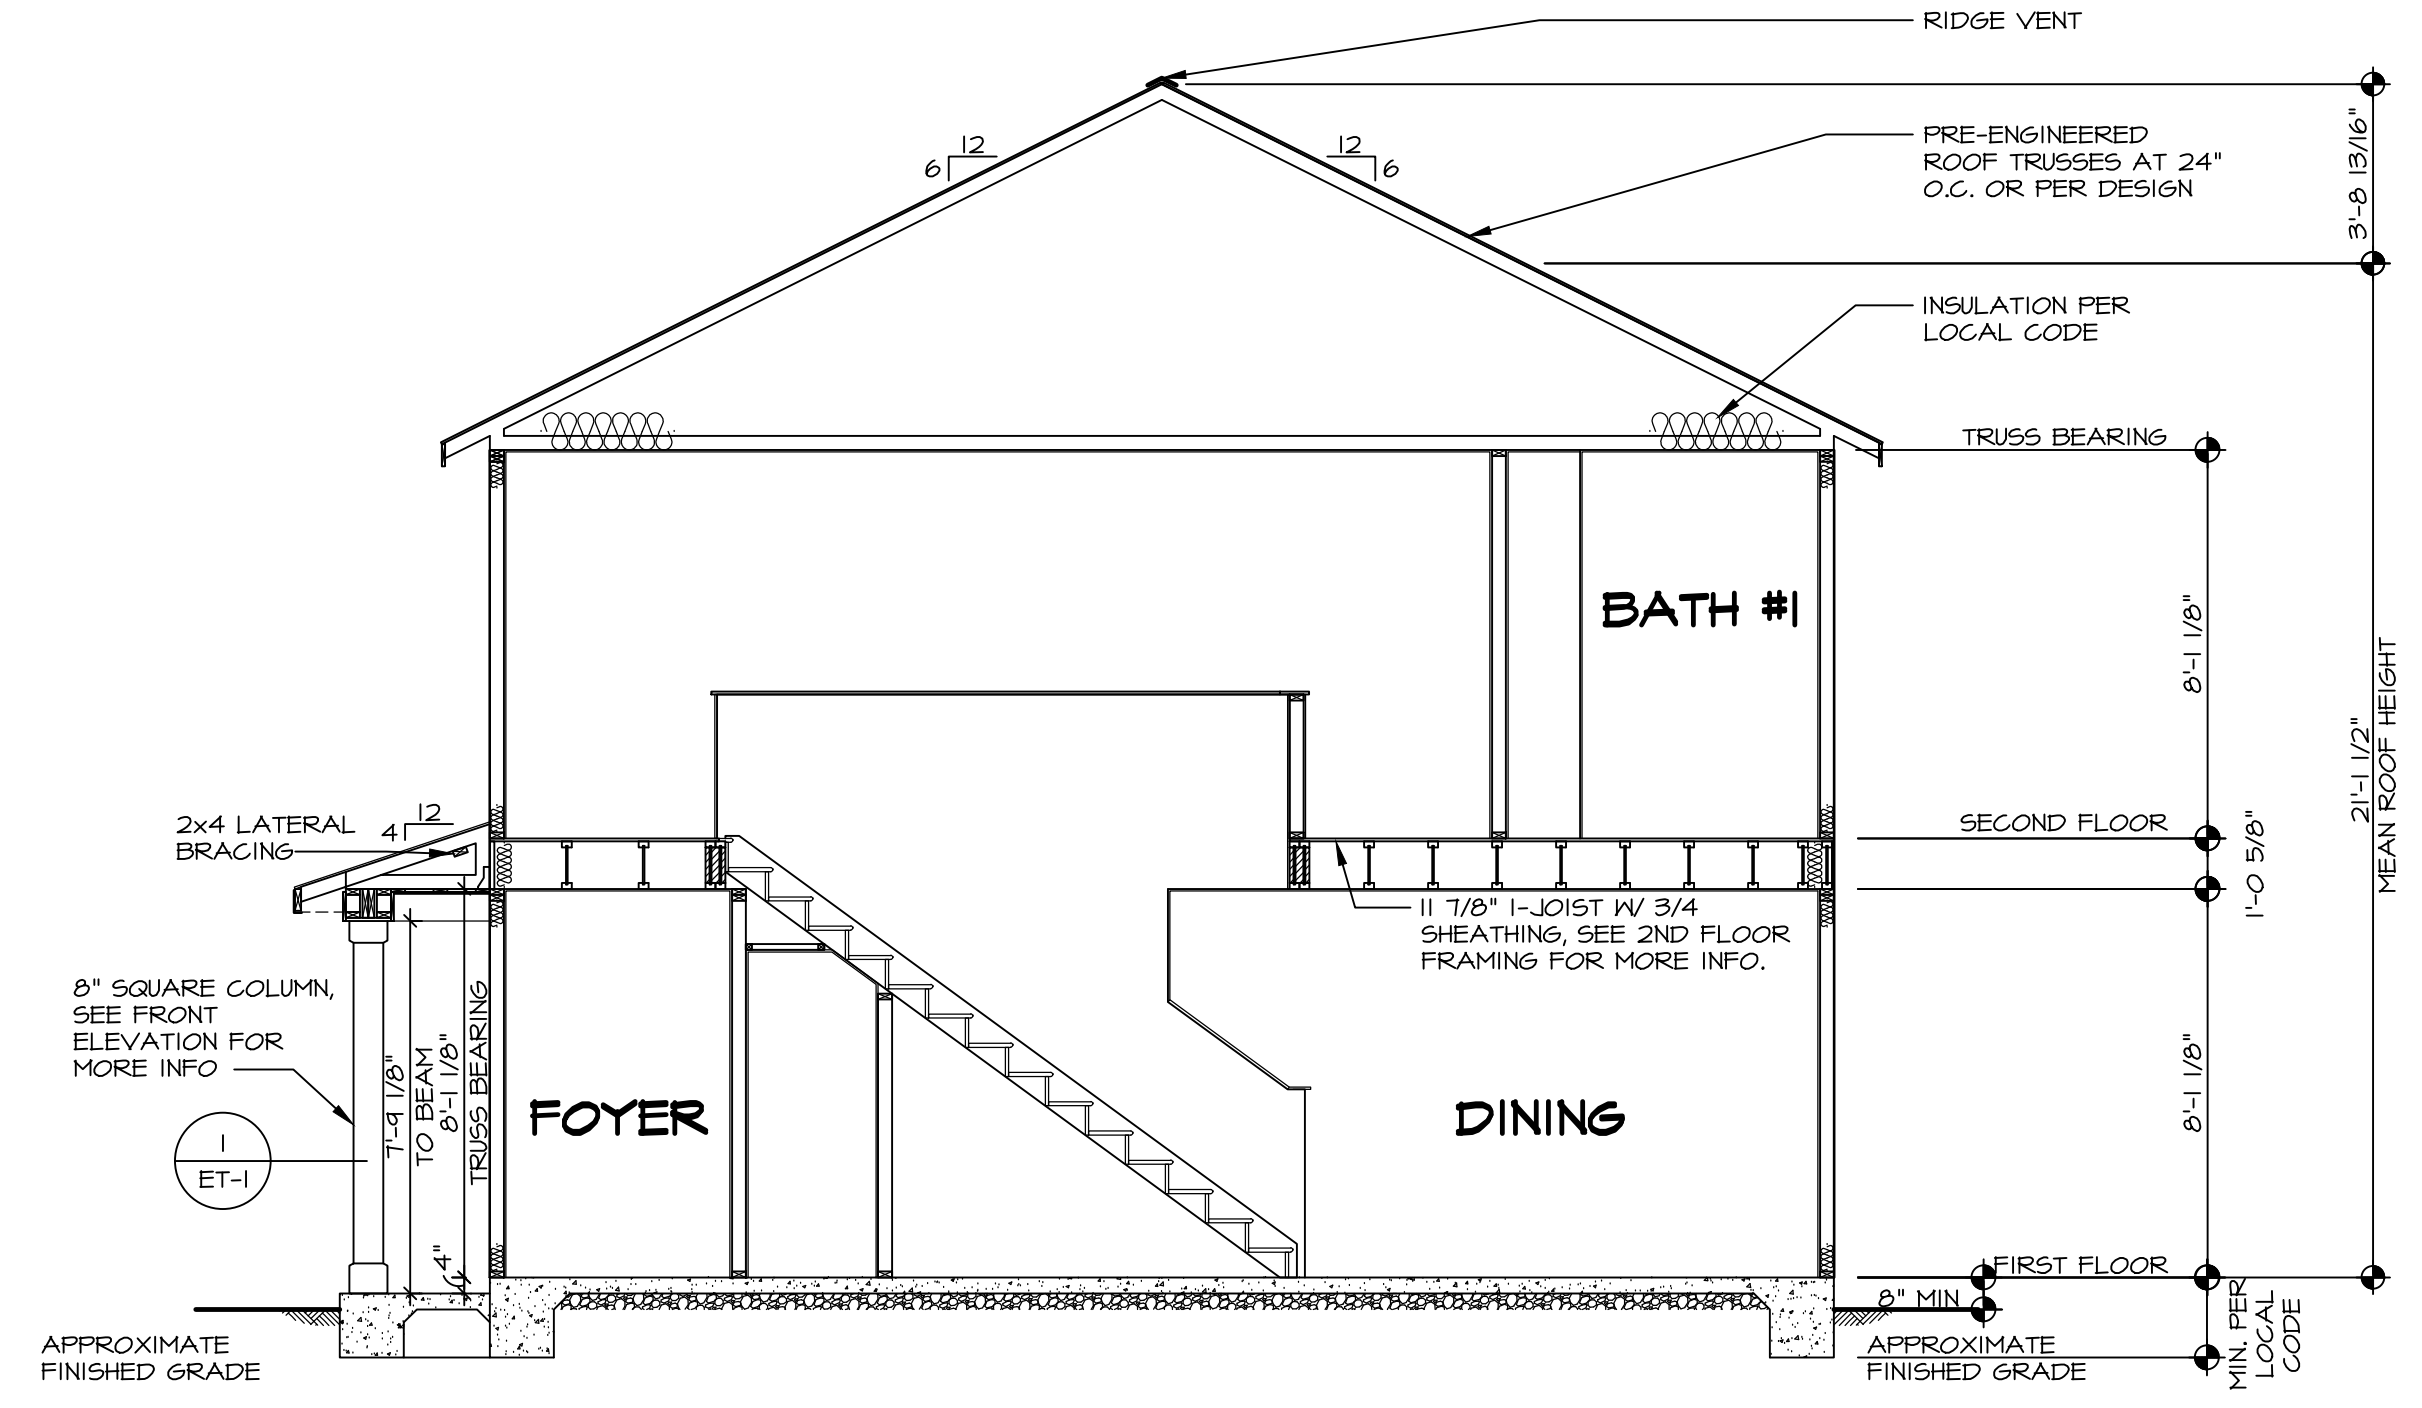 RIDGE VENT
12
6
12
6
PRE-ENGINEERED
ROOF TRUSSES AT 24"
O.C. OR PER DESIGN
3'-8 13/16"
INSULATION PER
LOCAL CODE
TRUSS BEARING
BATH #1
8'-1 1/8"
21'-1 1/2"
MEAN ROOF HEIGHT
2x4 LATERAL
BRACING
12
4
SECOND FLOOR
1'-0 5/8"
11 7/8" I-JOIST W/ 3/4
SHEATHING, SEE 2ND FLOOR
FRAMING FOR MORE INFO.
8" SQUARE COLUMN,
SEE FRONT
ELEVATION FOR
MORE INFO
7'-9 1/8"
TO BEAM
8'-1 1/8"
TRUSS BEARING
FOYER
DINING
8'-1 1/8"
1
ET-1
4"
FIRST FLOOR
8" MIN
MIN. PER
LOCAL
CODE
APPROXIMATE
FINISHED GRADE
APPROXIMATE
FINISHED GRADE